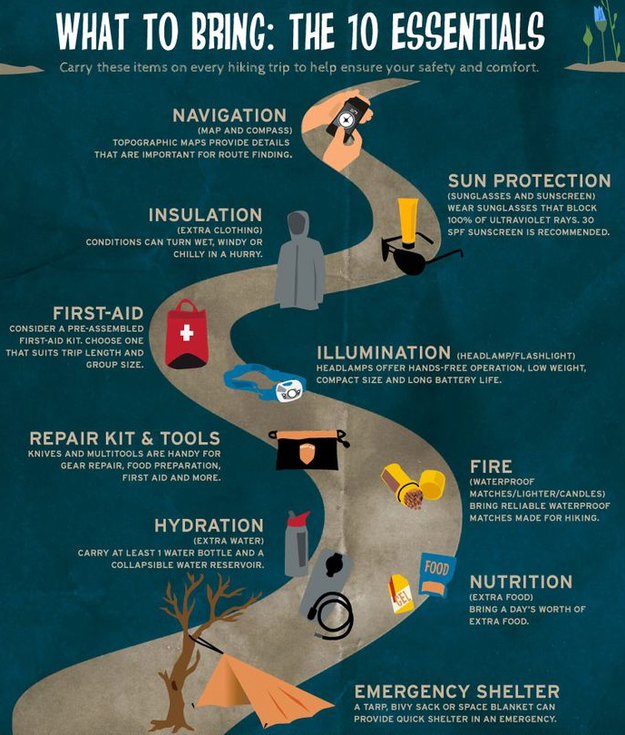 WHAT TO BRING: THE 10 ESSENTIALS
Carry these items on every hiking trip to help ensure your safety and comfort.
NAVIGATION
(MAP AND COMPASS)
TOPOGRAPHIC MAPS PROVIDE DETAILS
THAT ARE IMPORTANT FOR ROUTE FINDING.
SUN PROTECTION
(SUNGLASSES AND SUNSCREEN)
WEAR SUNGLASSES THAT BLOCK
100% OF ULTRAVIOLET RAYS. 30
SPF SUNSCREEN IS RECOMMENDED.
INSULATION
(EXTRA CLOTHING)
CONDITIONS CAN TURN WET, WINDY OR
CHILLY IN A HURRY.
FIRST-AID
CONSIDER A PRE-ASSEMBLED
FIRST-AID KIT. CHOOSE ONE
THAT SUITS TRIP LENGTH AND
GROUP SIZE.
ILLUMINATION (HEADLAMP/FLASHLIGHT)
HEADLAMPS OFFER HANDS-FREE OPERATION, LOW WEIGHT,
COMPACT SIZE AND LONG BATTERY LIFE.
REPAIR KIT & TOOLS
KNIVES AND MULTITOOLS ARE HANDY FOR
GEAR REPAIR, FOOD PREPARATION,
FIRST AID AND MORE.
FIRE
(WATERPROOF
MATCHES/LIGHTER/CANDLES)
BRING RELIABLE WATERPROOF
MATCHES MADE FOR HIKING.
HYDRATION
(EXTRA WATER)
CARRY AT LEAST 1 WATER BOTTLE AND A
COLLAPSIBLE WATER RESERVOIR.
FOOD
GEL
NUTRITION
(EXTRA FOOD)
BRING A DAY'S WORTH OF
EXTRA FOOD.
EMERGENCY SHELTER
A TARP, BIVY SACK OR SPACE BLANKET CAN
PROVIDE QUICK SHELTER IN AN EMERGENCY.